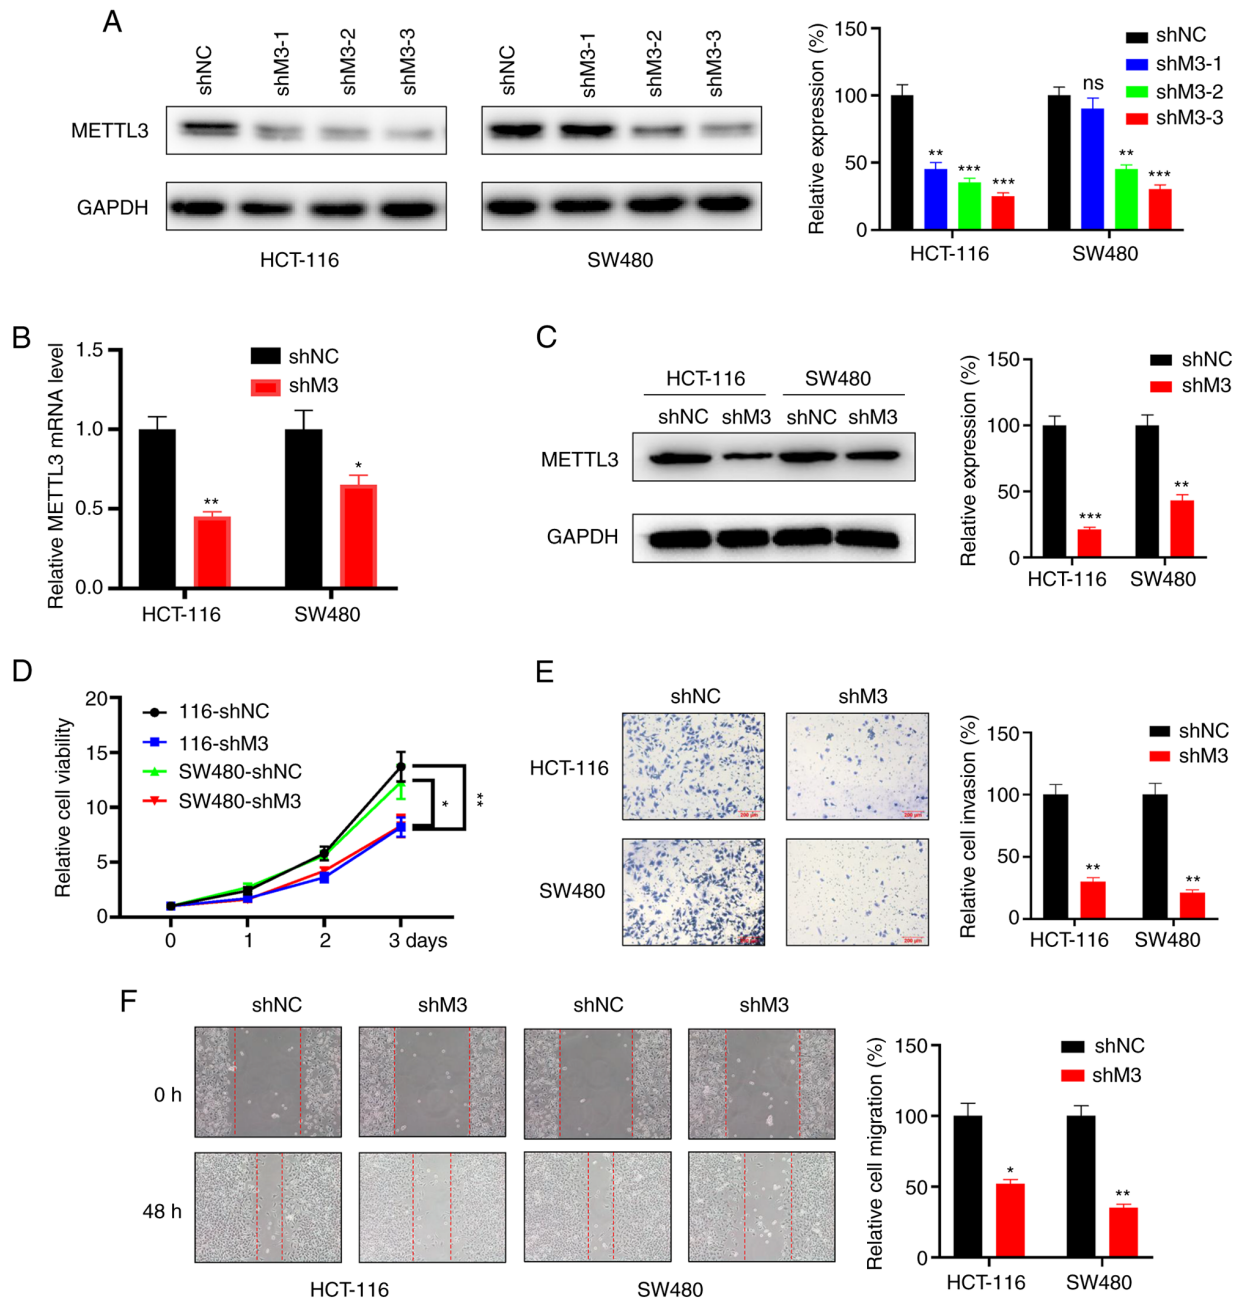 A
shNC
shM3-1
shM3-2
shM3-3
shNC
shM3-1
shM3-2
shM3-3
METTL3
GAPDH
HCT-116
SW480
Relative expression (%)
150
100
50
0
** *** ***
ns ** ***
HCT-116
SW480
shNC
shM3-1
shM3-2
shM3-3
B
Relative METTL3 mRNA level
1.5
1.0
0.5
0.0
**
*
HCT-116
SW480
shNC
shM3
C
HCT-116
SW480
shNC shM3 shNC shM3
METTL3
GAPDH
Relative expression (%)
150
100
50
0
***
**
HCT-116
SW480
shNC
shM3
D
Relative cell viability
20
15
10
5
0
0 1 2 3 days
116-shNC
116-shM3
SW480-shNC
SW480-shM3
*
**
E
shNC
shM3
HCT-116
SW480
200 μm
200 μm
200 μm
Relative cell invasion (%)
150
100
50
0
**
**
HCT-116
SW480
shNC
shM3
F
shNC
shM3
shNC
shM3
0 h
48 h
HCT-116
SW480
Relative cell migration (%)
150
100
50
0
*
**
HCT-116
SW480
shNC
shM3